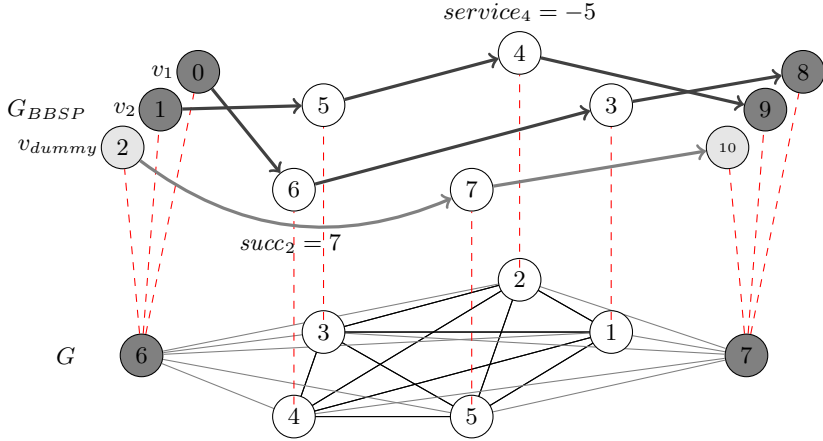 service₄ = −5
4
v₁ 0 8
G_BBSP v₂ 1 5 3 9
v_dummy 2 10
6 7
succ₂ = 7
2
3 1
G 6 7
4 5